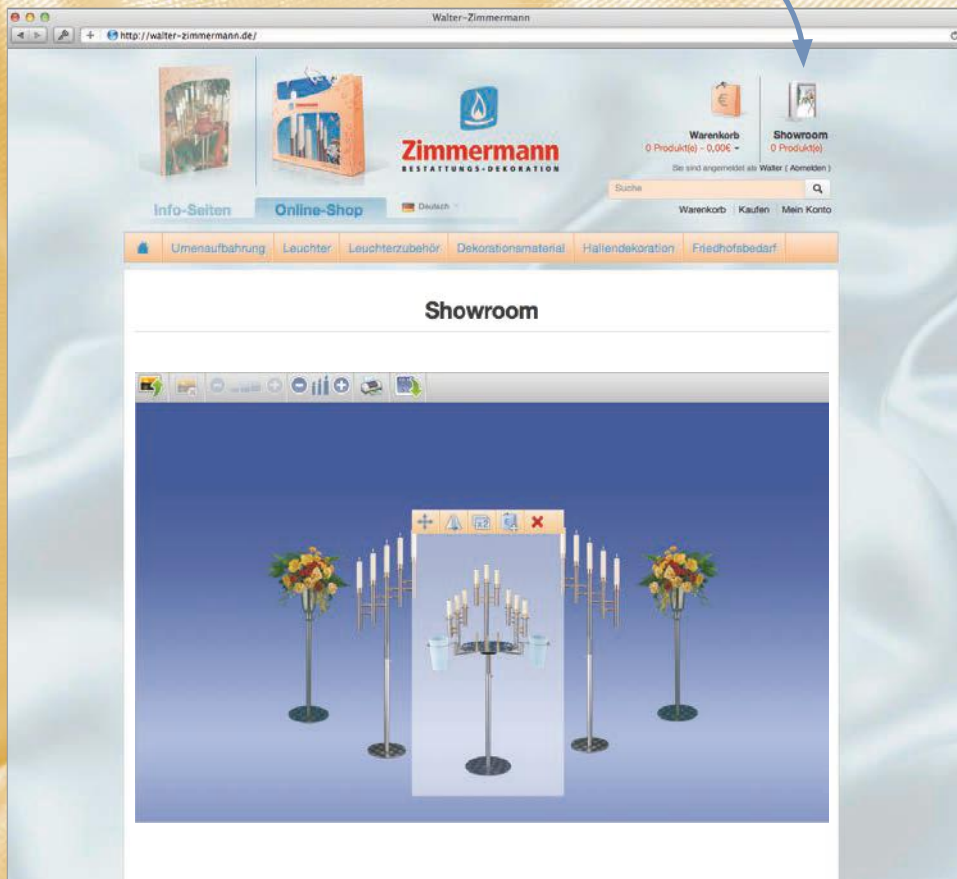 Walter-Zimmermann
http://walter-zimmermann.de/
Zimmermann
BESTATTUNGS-DEKORATION
€
Warenkorb
0 Produkt(e) - 0,00€
Showroom
0 Produkt(e)
Sie sind angemeldet als Walter ( Abmelden )
Suche
Info-Seiten
Online-Shop
Deutsch
Warenkorb Kaufen Mein Konto
Urnenaufbahrung Leuchter Leuchterzubehör Dekorationsmaterial Hallendekoration Friedhofsbedarf
Showroom
x2